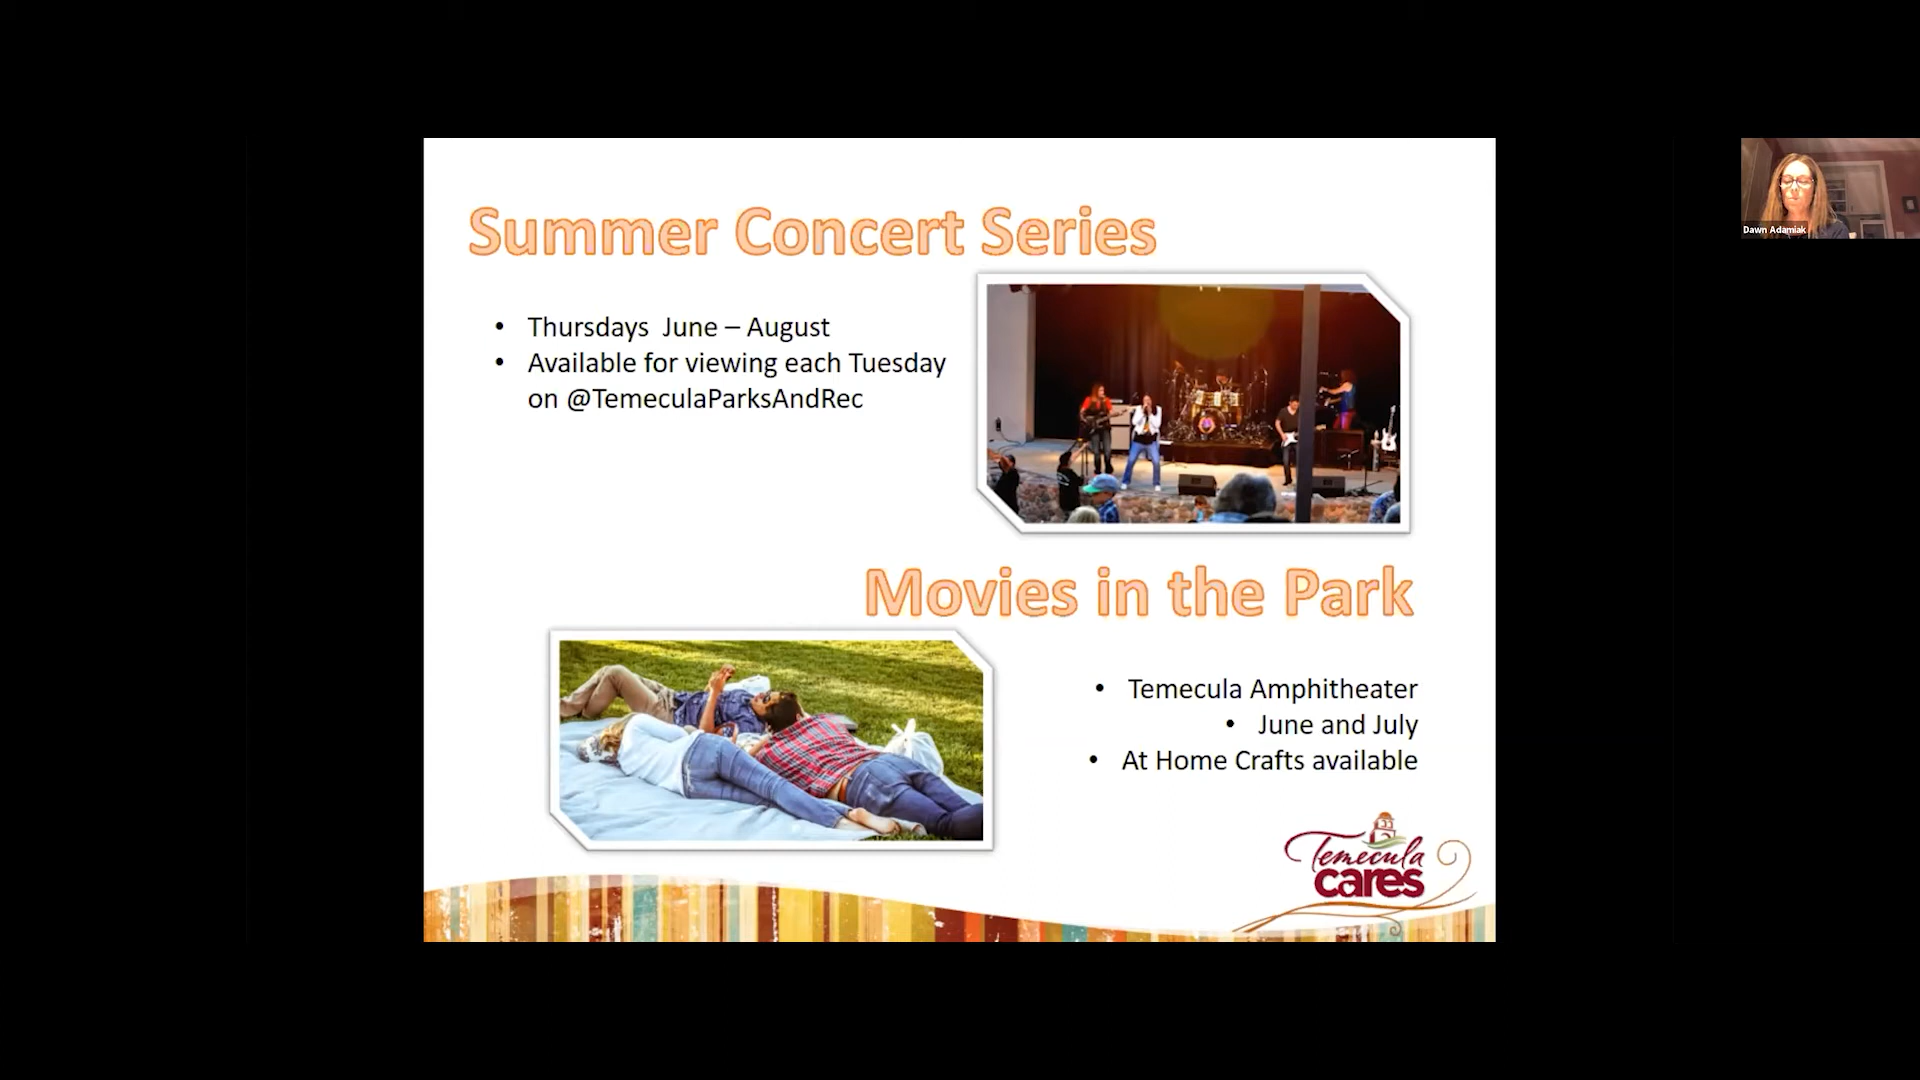 Summer Concert Series
• Thursdays  June – August
• Available for viewing each Tuesday
on @TemeculaParksAndRec
Movies in the Park
• Temecula Amphitheater
• June and July
• At Home Crafts available
Temecula
cares
Dawn Adamiak